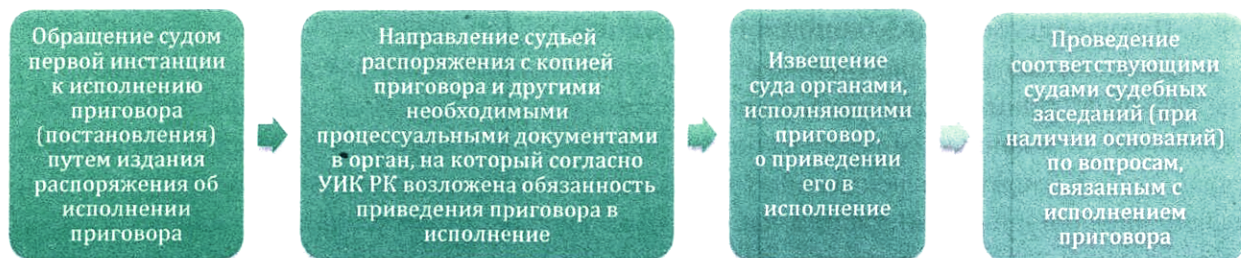 Обращение судом
первой инстанции
к исполнению
приговора
(постановления)
путем издания
распоряжения об
исполнении
приговора
Направление судьей
распоряжения с копией
приговора и другими
необходимыми
процессуальными документами
в орган, на который согласно
УИК РК возложена обязанность
приведения приговора в
исполнение
Извещение
суда органами,
исполняющими
приговор,
о приведении
его в
исполнение
Проведение
соответствующими
судами судебных
заседаний (при
наличии оснований)
по вопросам,
связанным с
исполнением
приговора